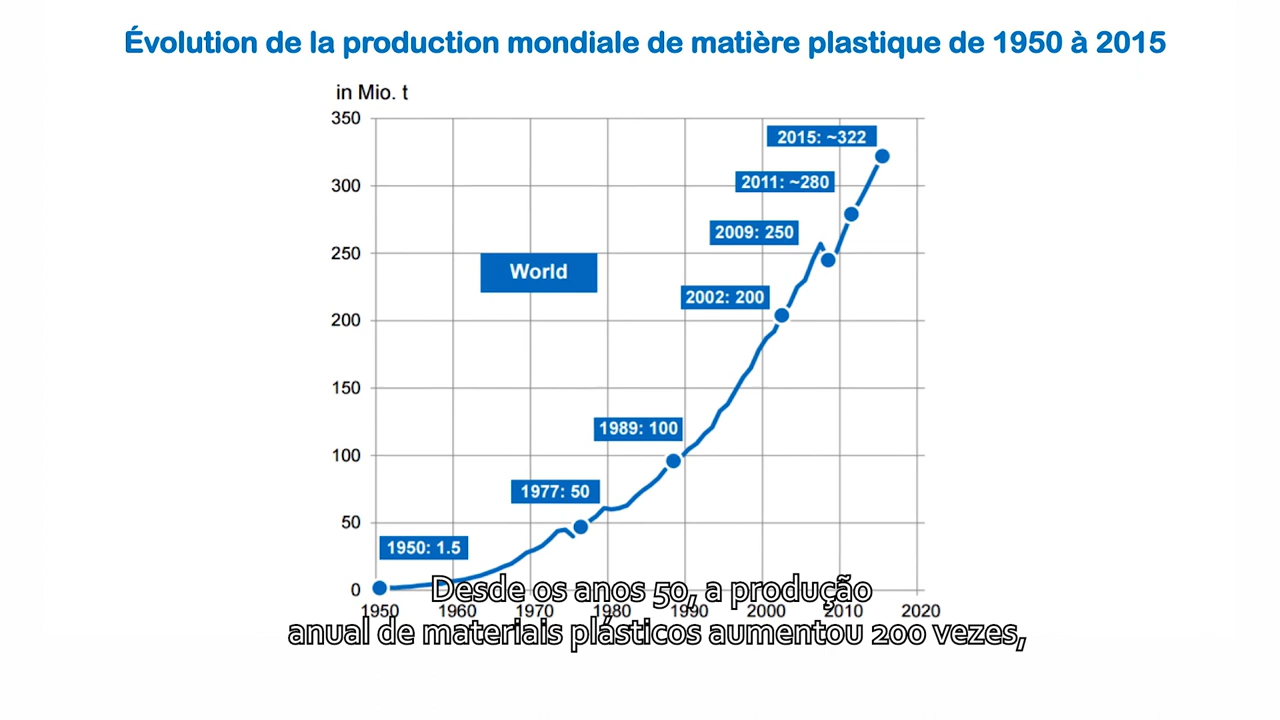 Évolution de la production mondiale de matière plastique de 1950 à 2015
in Mio. t
350
2015: ~322
2011: ~280
300
2009: 250
250
World
2002: 200
200
150
1989: 100
100
1977: 50
50
1950: 1.5
0
1950 1960 1970 1980 1990 2000 2010 2020
Desde os anos 50, a produção
anual de materiais plásticos aumentou 200 vezes,